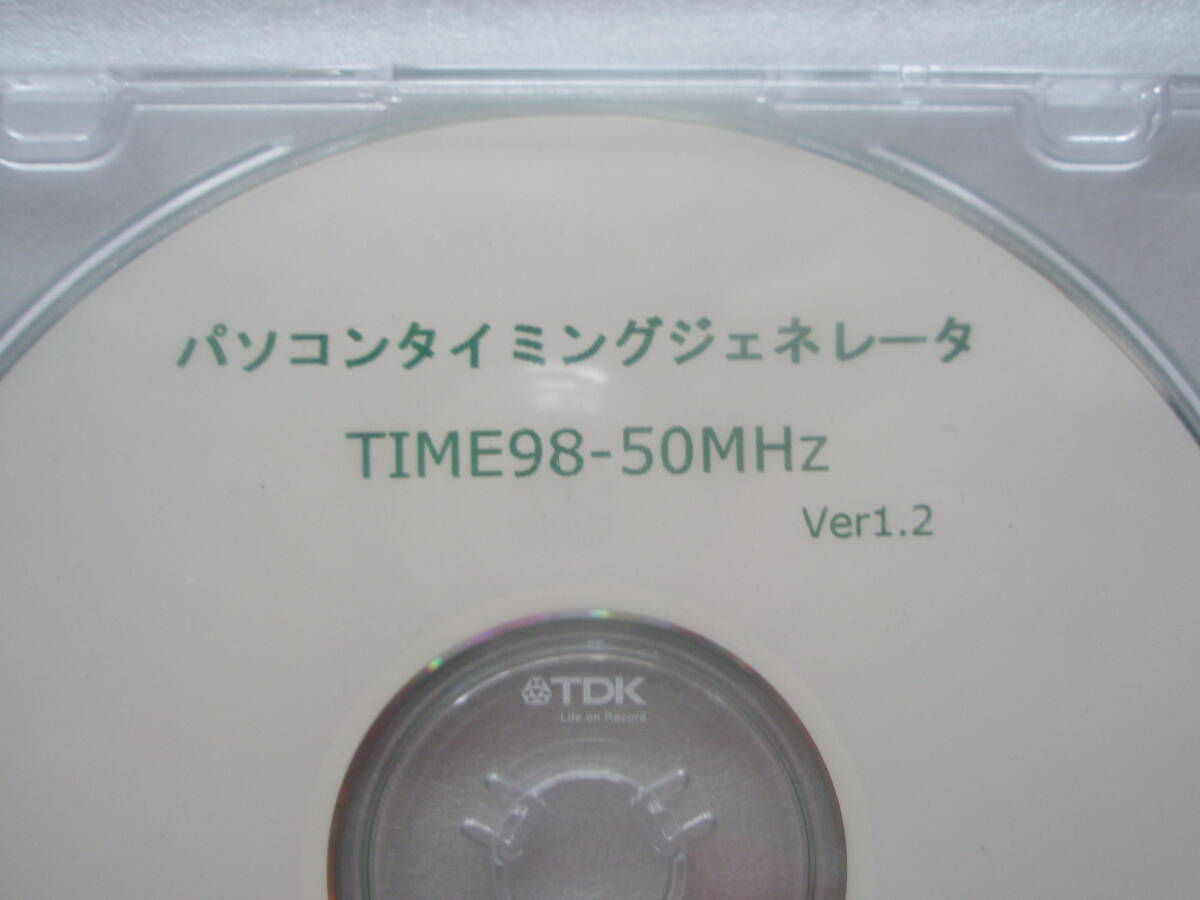 パソコンタイミングジェネレータ
TIME98-50MHz
Ver1.2
TDK
Life on Record